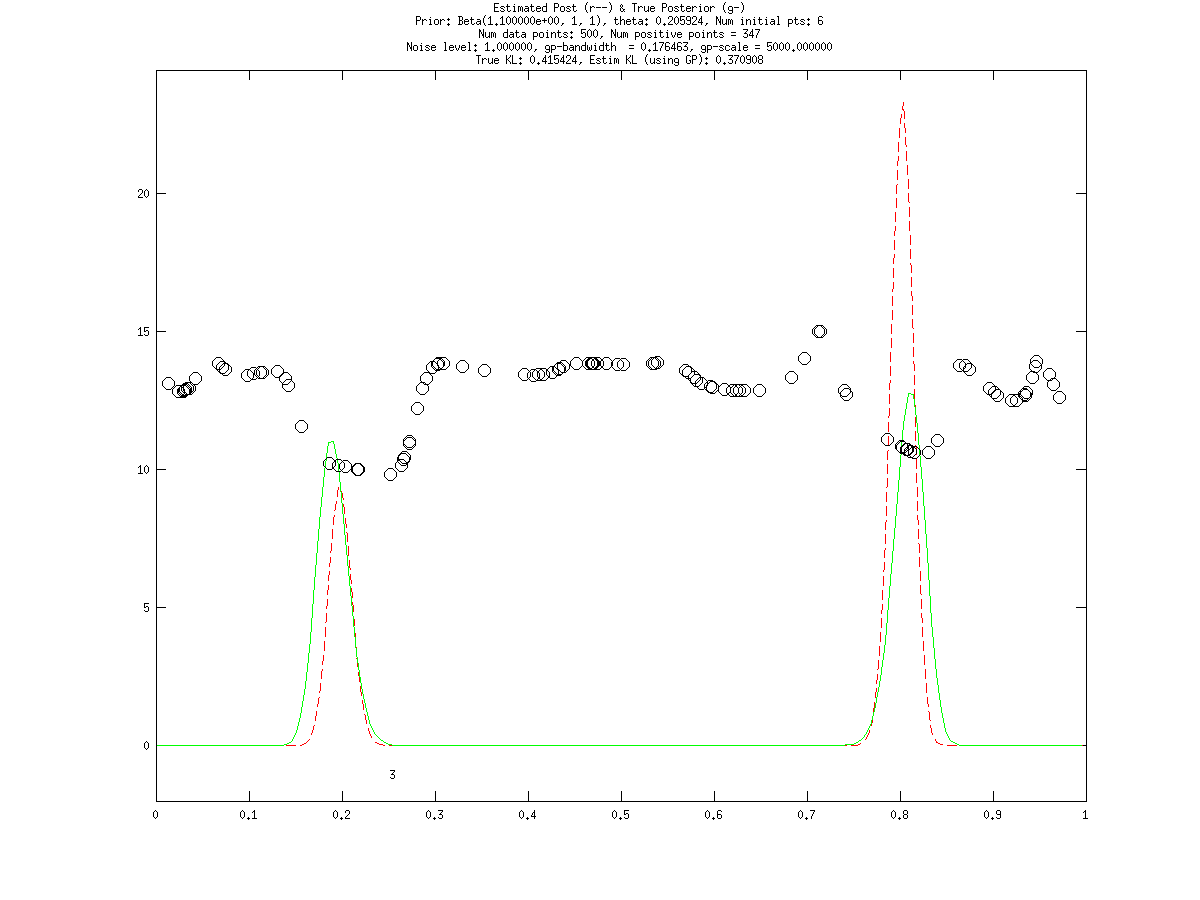 Estimated Post (r--) & True Posterior (g-)
Prior: Beta(1.100000e+00, 1, 1), theta: 0.205924, Num initial pts: 6
Num data points: 500, Num positive points = 347
Noise level: 1.000000, gp-bandwidth  = 0.176463, gp-scale = 5000.000000
True KL: 0.415424, Estim KL (using GP): 0.370908
20
15
10
5
0
3
0 0.1 0.2 0.3 0.4 0.5 0.6 0.7 0.8 0.9 1